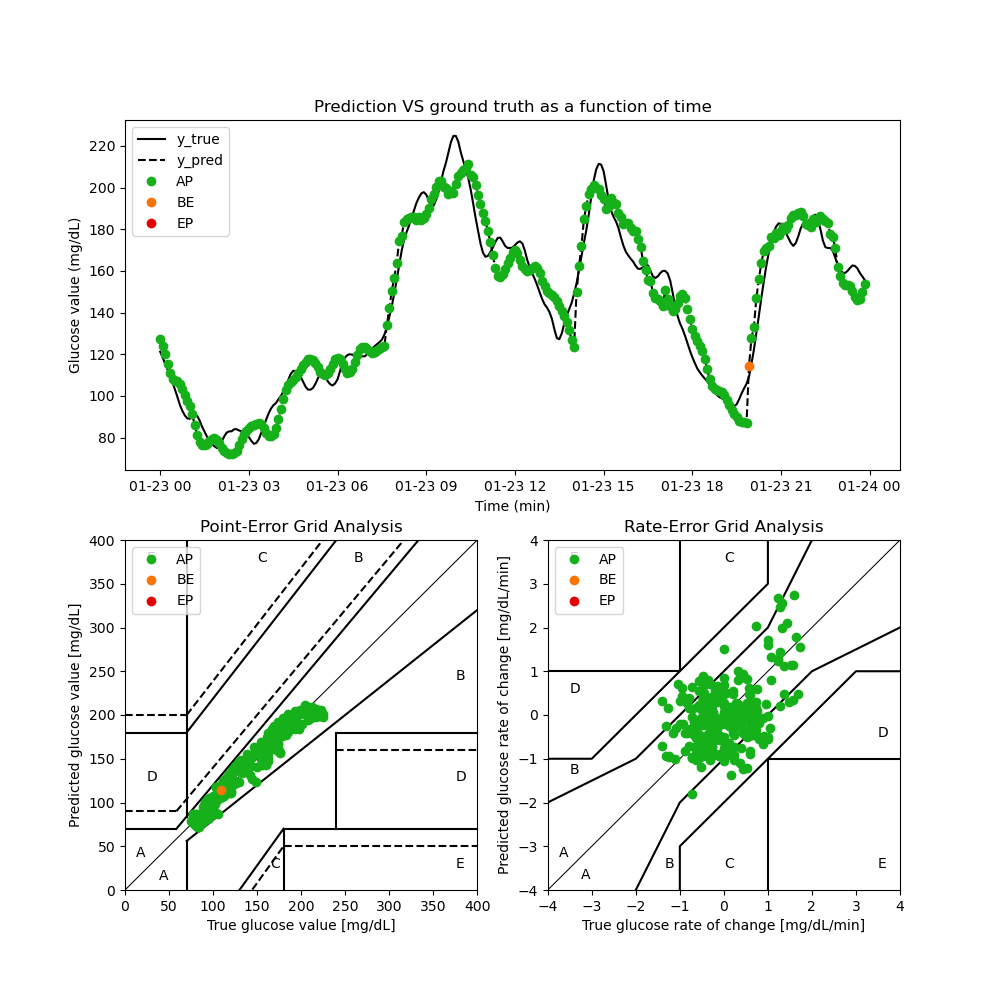 Prediction VS ground truth as a function of time
Glucose value (mg/dL)
220
200
180
160
140
120
100
80
y_true
y_pred
AP
BE
EP
01-23 00 01-23 03 01-23 06 01-23 09 01-23 12 01-23 15 01-23 18 01-23 21 01-24 00
Time (min)
Point-Error Grid Analysis
Predicted glucose value [mg/dL]
400
350
300
250
200
150
100
50
0
AP
BE
EP
C
B
B
D
D
A
A
C
E
0 50 100 150 200 250 300 350 400
True glucose value [mg/dL]
Rate-Error Grid Analysis
Predicted glucose rate of change [mg/dL/min]
4
3
2
1
0
−1
−2
−3
−4
AP
BE
EP
C
D
D
B
A
A
B
C
E
−4 −3 −2 −1 0 1 2 3 4
True glucose rate of change [mg/dL/min]